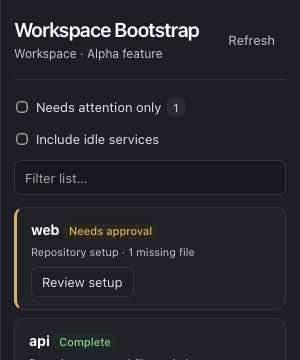 Workspace Bootstrap
Refresh
Workspace · Alpha feature
Needs attention only 1
Include idle services
Filter list...
web Needs approval
Repository setup · 1 missing file
Review setup
api Complete